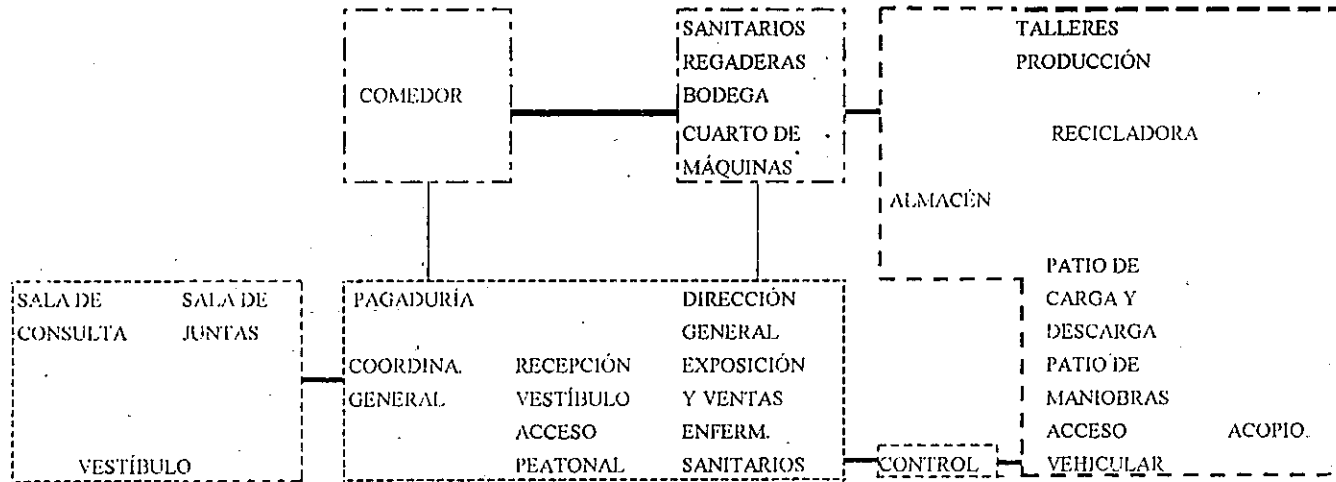 COMEDOR
SANITARIOS
REGADERAS
BODEGA
CUARTO DE
MÁQUINAS
TALLERES
PRODUCCIÓN
RECICLADORA
ALMACÉN
PATIO DE
CARGA Y
DESCARGA
PATIO DE
MANIOBRAS
ACCESO
VEHICULAR
ACOPIO.
SALA DE
CONSULTA
SALA DE
JUNTAS
VESTÍBULO
PAGADURÍA
COORDINA.
GENERAL
RECEPCIÓN
VESTÍBULO
ACCESO
PEATONAL
DIRECCIÓN
GENERAL
EXPOSICIÓN
Y VENTAS
ENFERM.
SANITARIOS
CONTROL